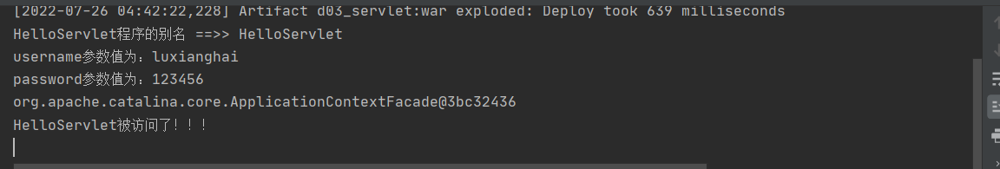 [2022-07-26 04:42:22,228] Artifact d03_servlet:war exploded: Deploy took 639 milliseconds
HelloServlet程序的别名 ==>> HelloServlet
username参数值为：luxianghai
password参数值为：123456
org.apache.catalina.core.ApplicationContextFacade@3bc32436
HelloServlet被访问了！！！